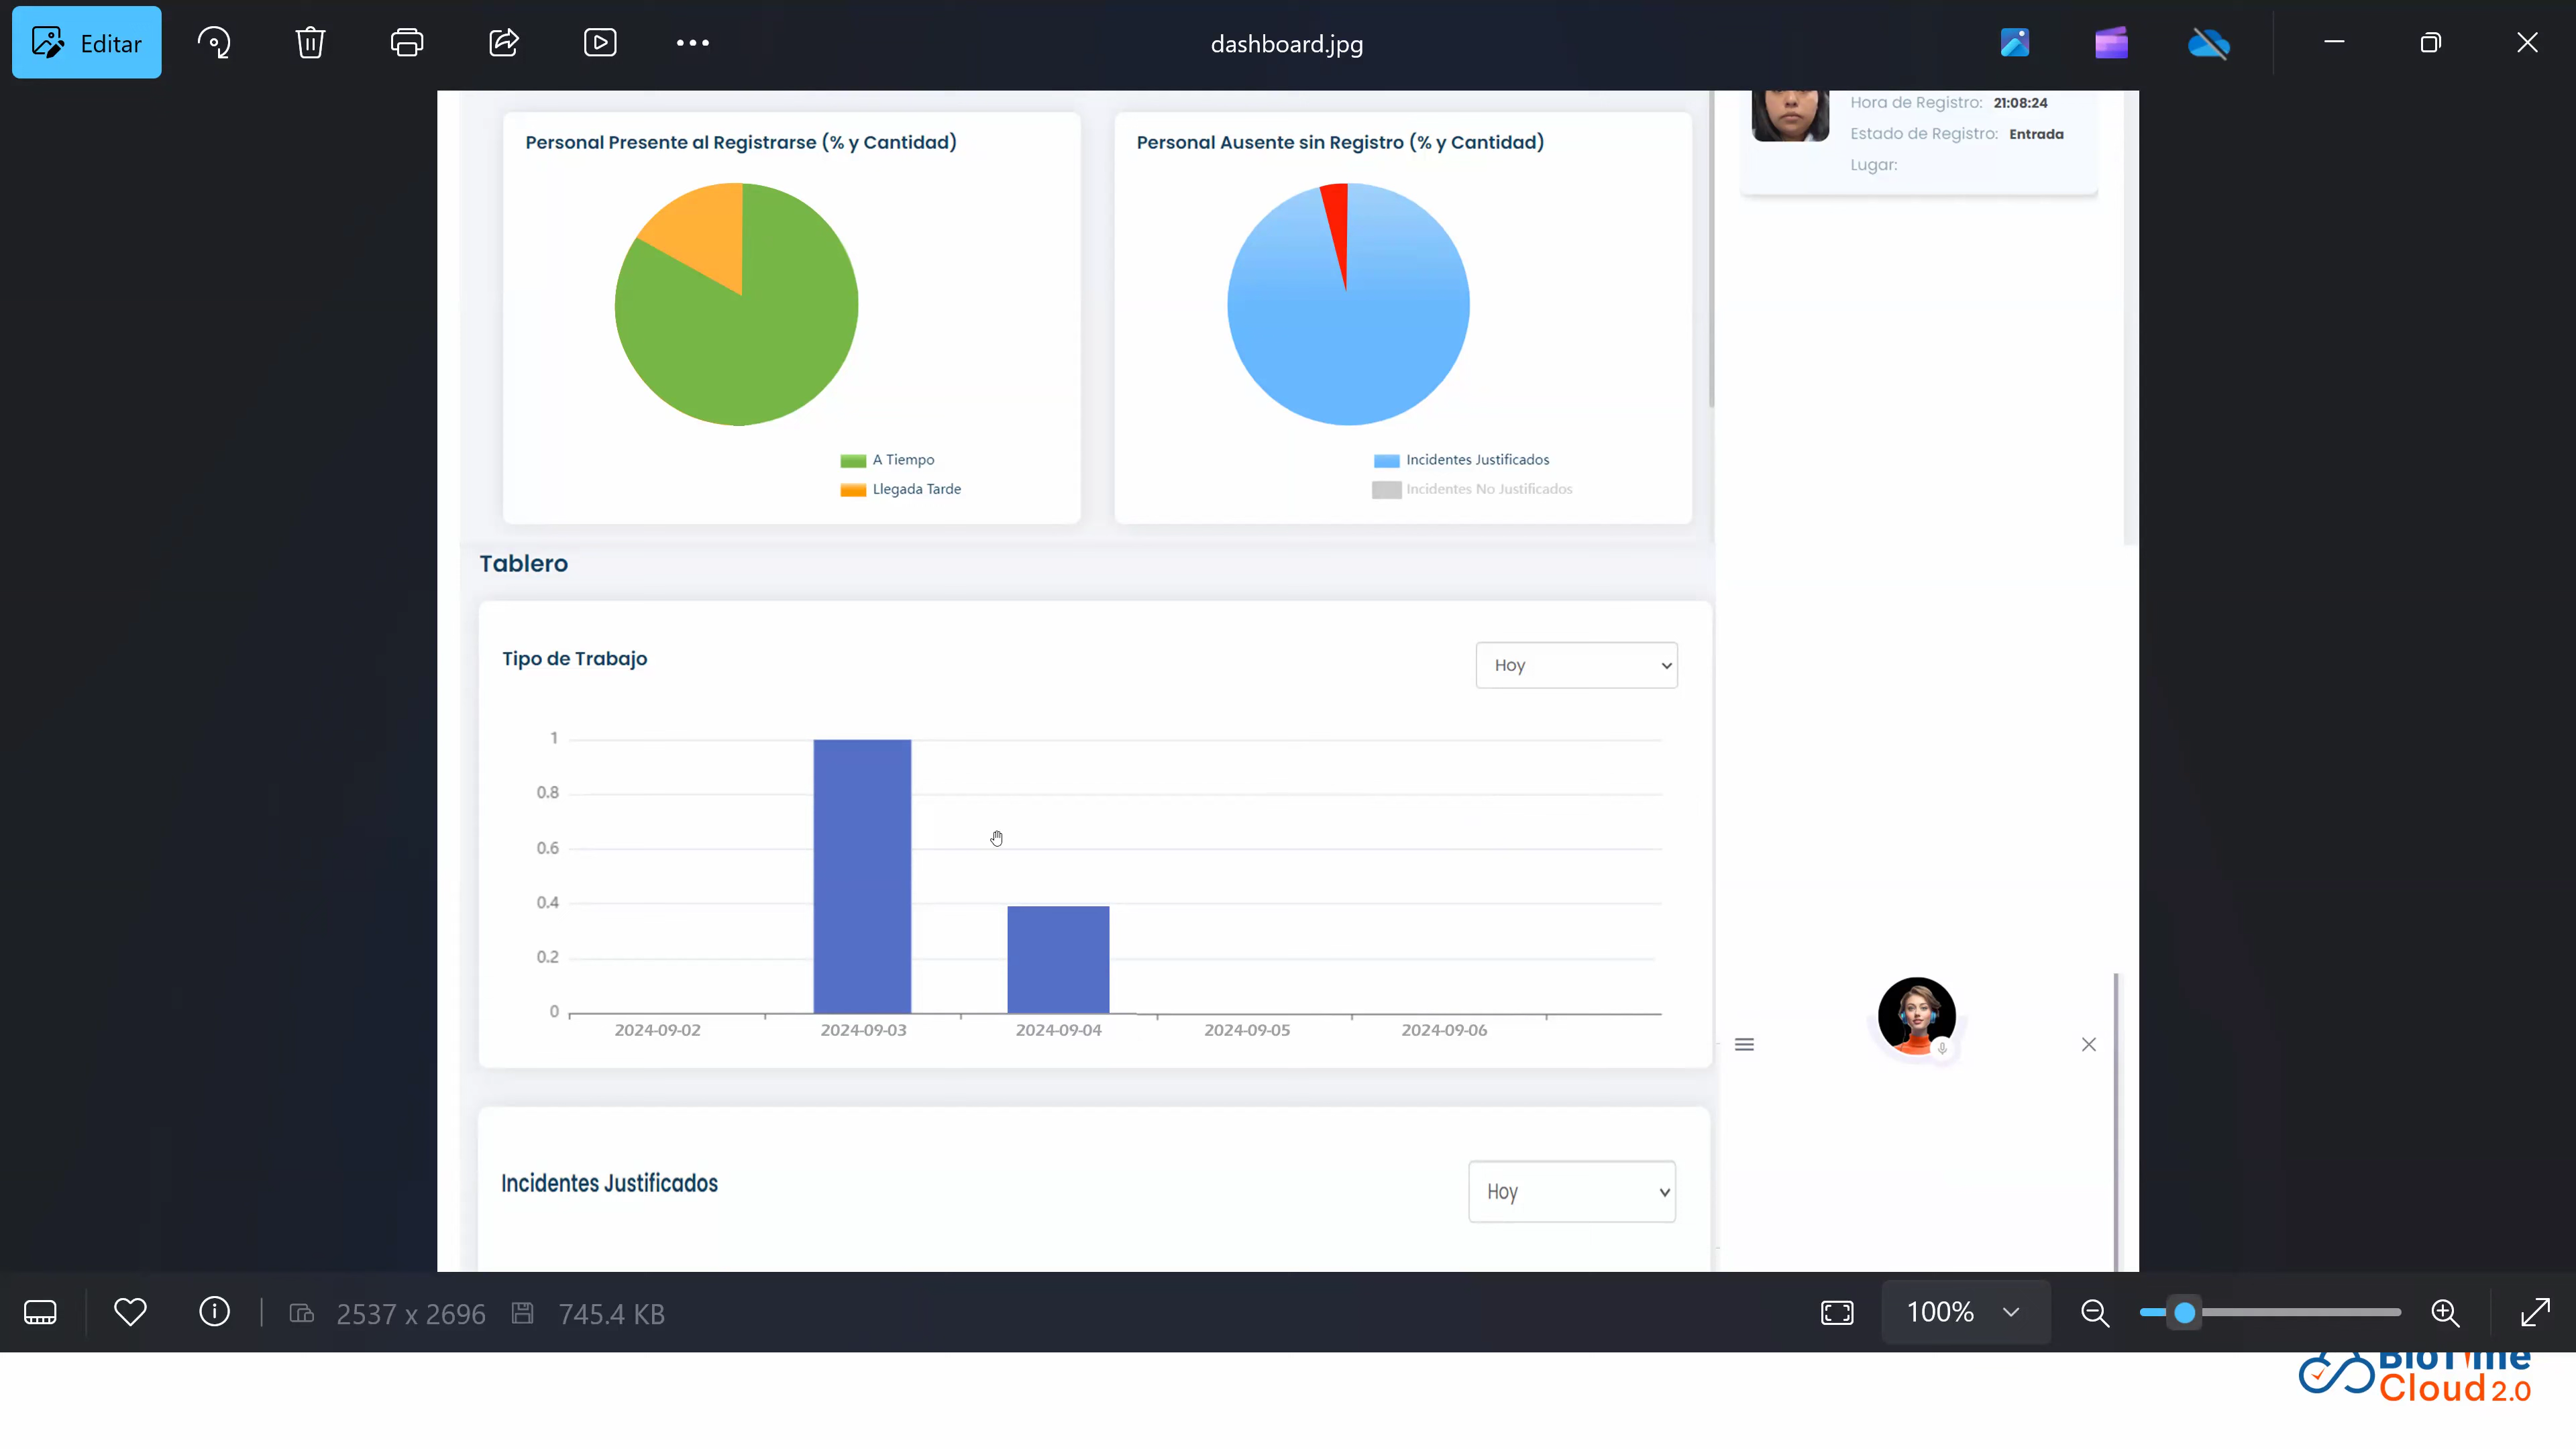 Editar
dashboard.jpg
Personal Presente al Registrarse (% y Cantidad)
A Tiempo
Llegada Tarde
Personal Ausente sin Registro (% y Cantidad)
Incidentes Justificados
Incidentes No Justificados
Hora de Registro: 21:08:24
Estado de Registro: Entrada
Lugar:
Tablero
Tipo de Trabajo
Hoy
1
0.8
0.6
0.4
0.2
0
2024-09-02 2024-09-03 2024-09-04 2024-09-05 2024-09-06
Incidentes Justificados
Hoy
2537 x 2696 745.4 KB
100%
BioTime
Cloud 2.0